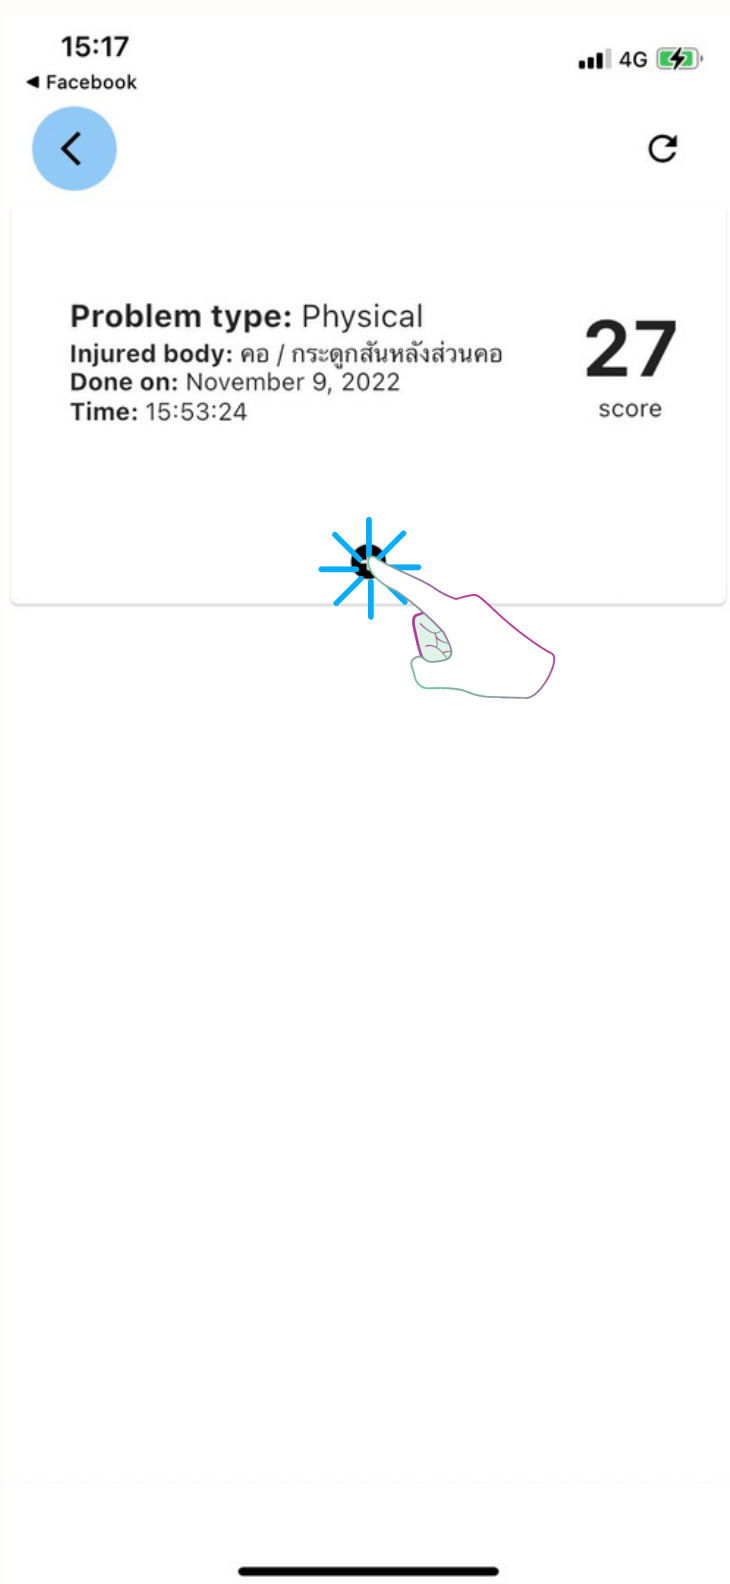 15:17
4G
◀ Facebook
Problem type: Physical
Injured body: คอ / กระดูกสันหลังส่วนคอ
Done on: November 9, 2022
Time: 15:53:24
27
score